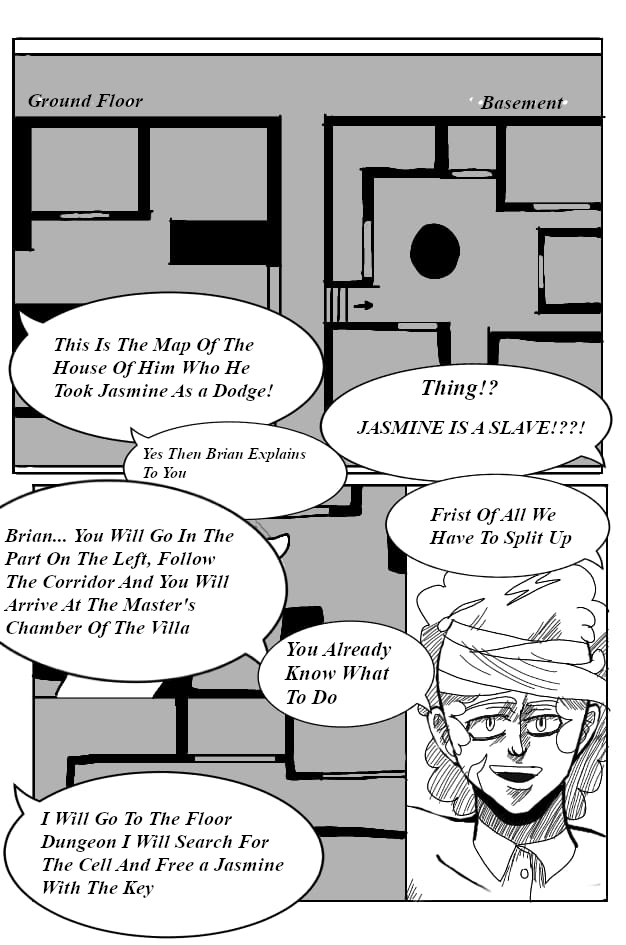 Ground Floor
Basement
This Is The Map Of The
House Of Him Who He
Took Jasmine As a Dodge!
Thing!?
JASMINE IS A SLAVE!??!
Yes Then Brian Explains
To You
Frist Of All We
Have To Split Up
Brian... You Will Go In The
Part On The Left, Follow
The Corridor And You Will
Arrive At The Master's
Chamber Of The Villa
You Already
Know What
To Do
I Will Go To The Floor
Dungeon I Will Search For
The Cell And Free a Jasmine
With The Key